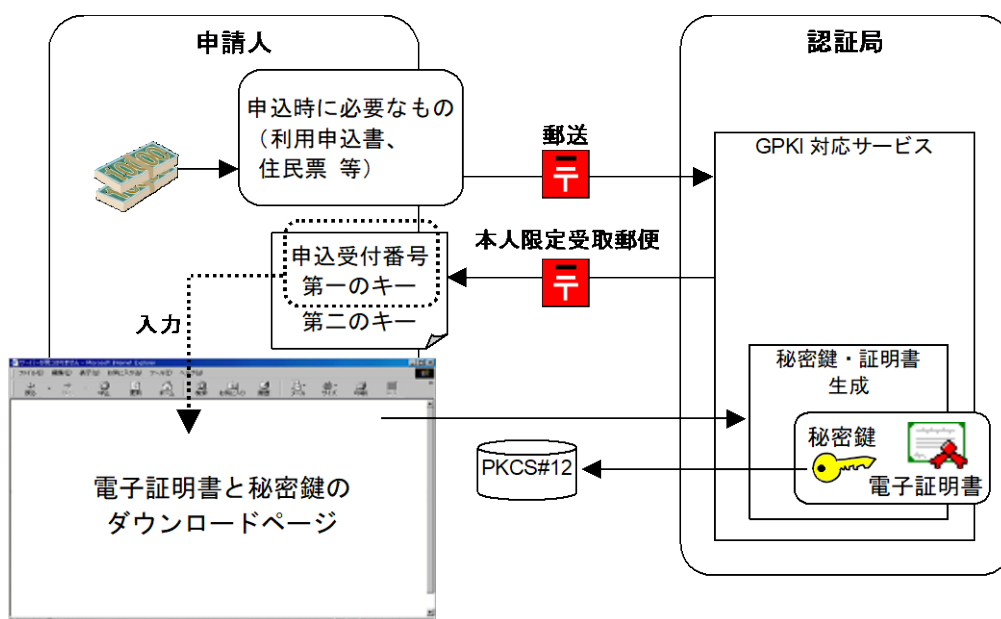 申請人
認証局
申込時に必要なもの
（利用申込書、
住民票 等）
郵送
GPKI 対応サービス
本人限定受取郵便
申込受付番号
第一のキー
第二のキー
入力
秘密鍵・証明書
生成
秘密鍵
電子証明書
PKCS#12
電子証明書と秘密鍵の
ダウンロードページ